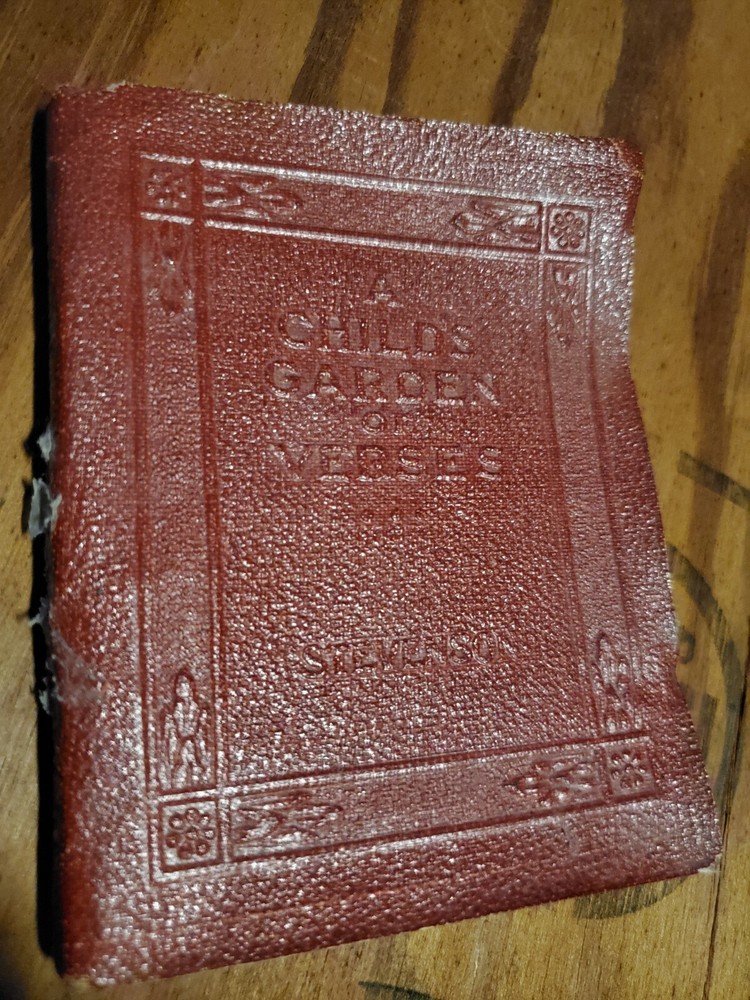 A
CHILD'S
GARDEN
OF
VERSES
STEVENSON